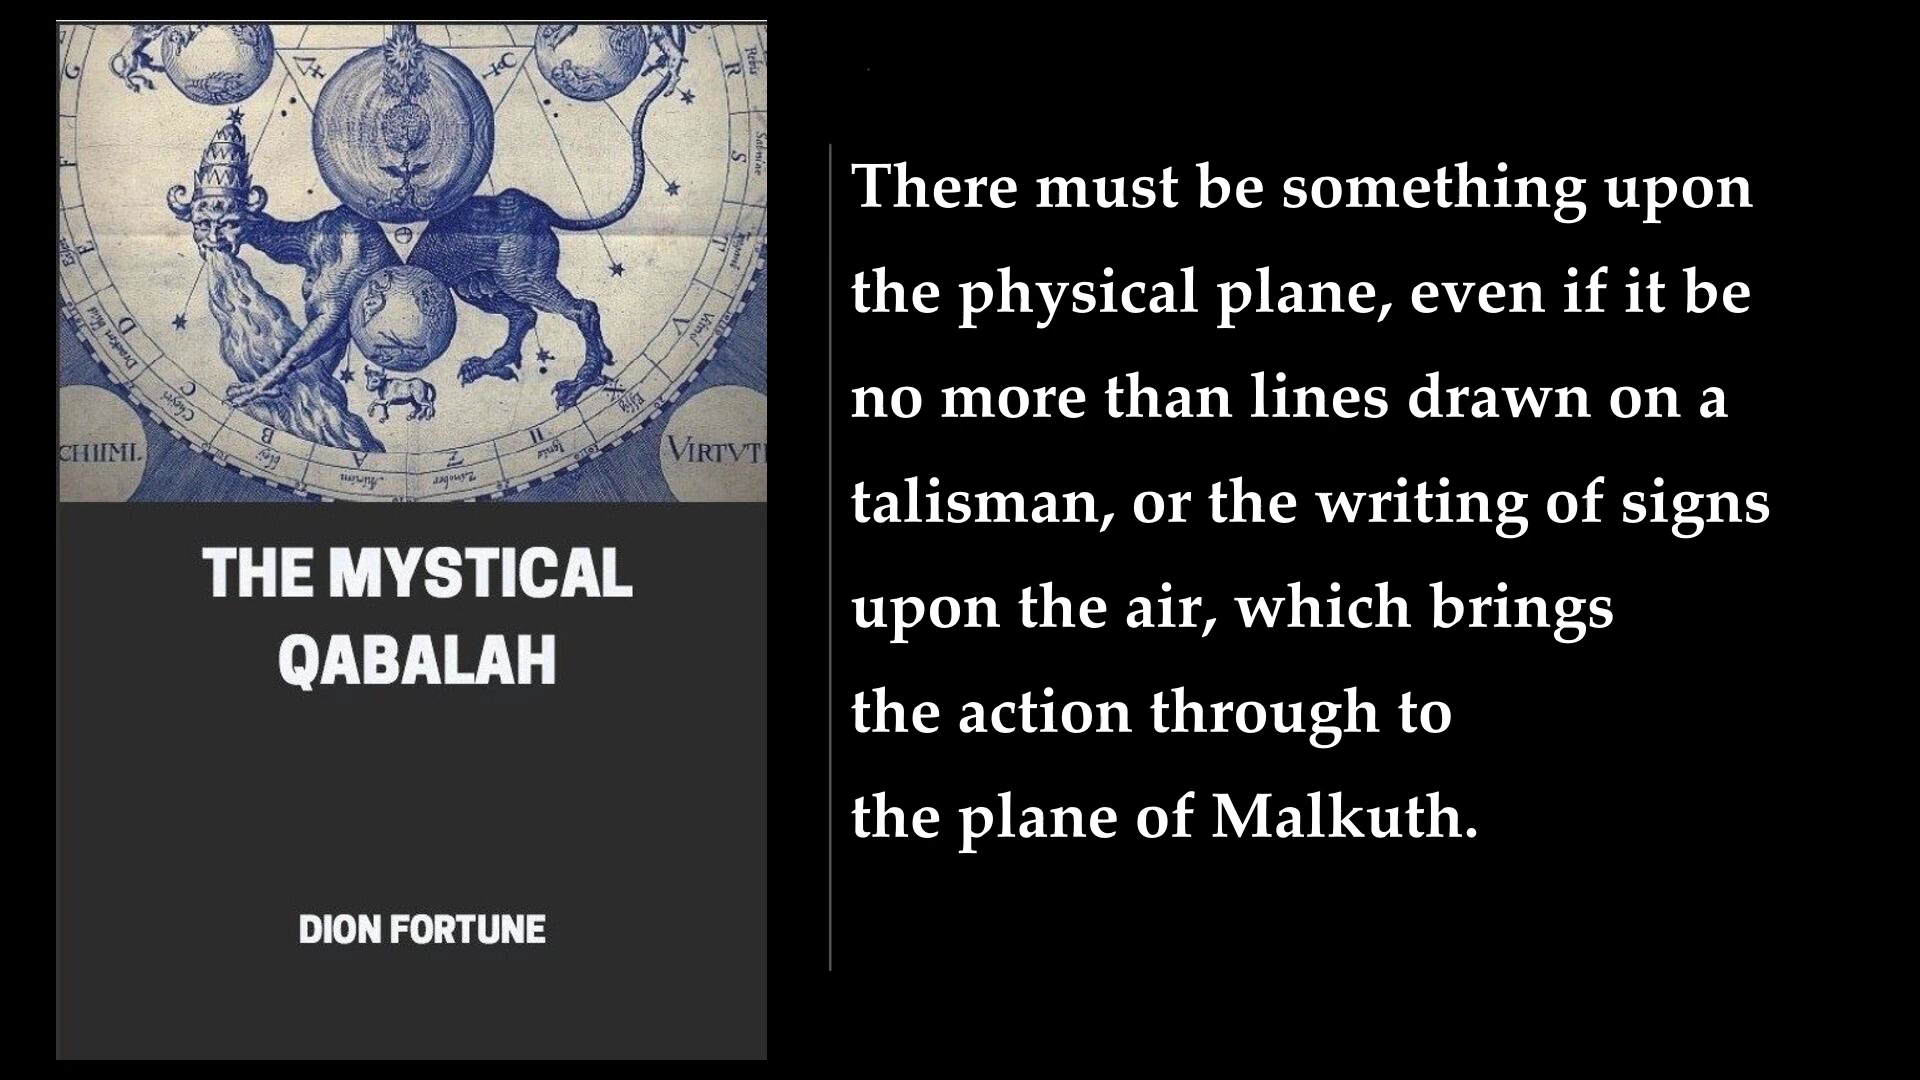 CHIIMI.
VIRTVTI
THE MYSTICAL
QABALAH
DION FORTUNE
There must be something upon
the physical plane, even if it be
no more than lines drawn on a
talisman, or the writing of signs
upon the air, which brings
the action through to
the plane of Malkuth.